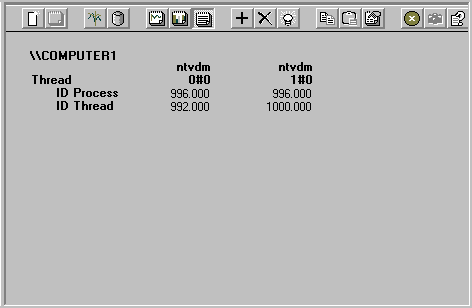 \\COMPUTER1
ntvdm ntvdm
Thread 0#0 1#0
ID Process 996.000 996.000
ID Thread 992.000 1000.000